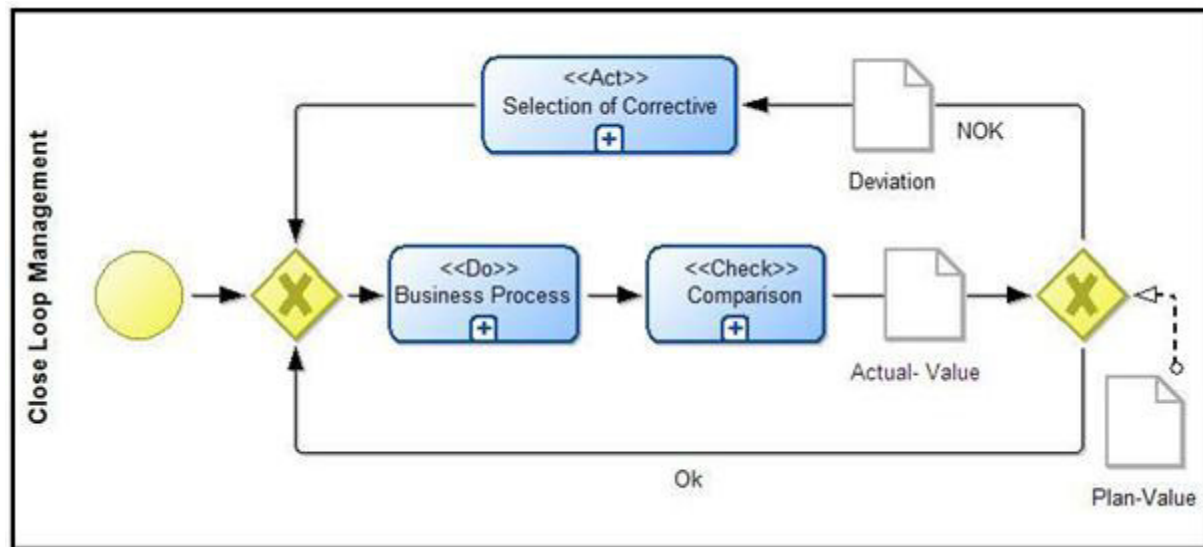 Close Loop Management
<<Act>>
Selection of Corrective
NOK
Deviation
<<Do>>
Business Process
<<Check>>
Comparison
Actual- Value
Ok
Plan-Value